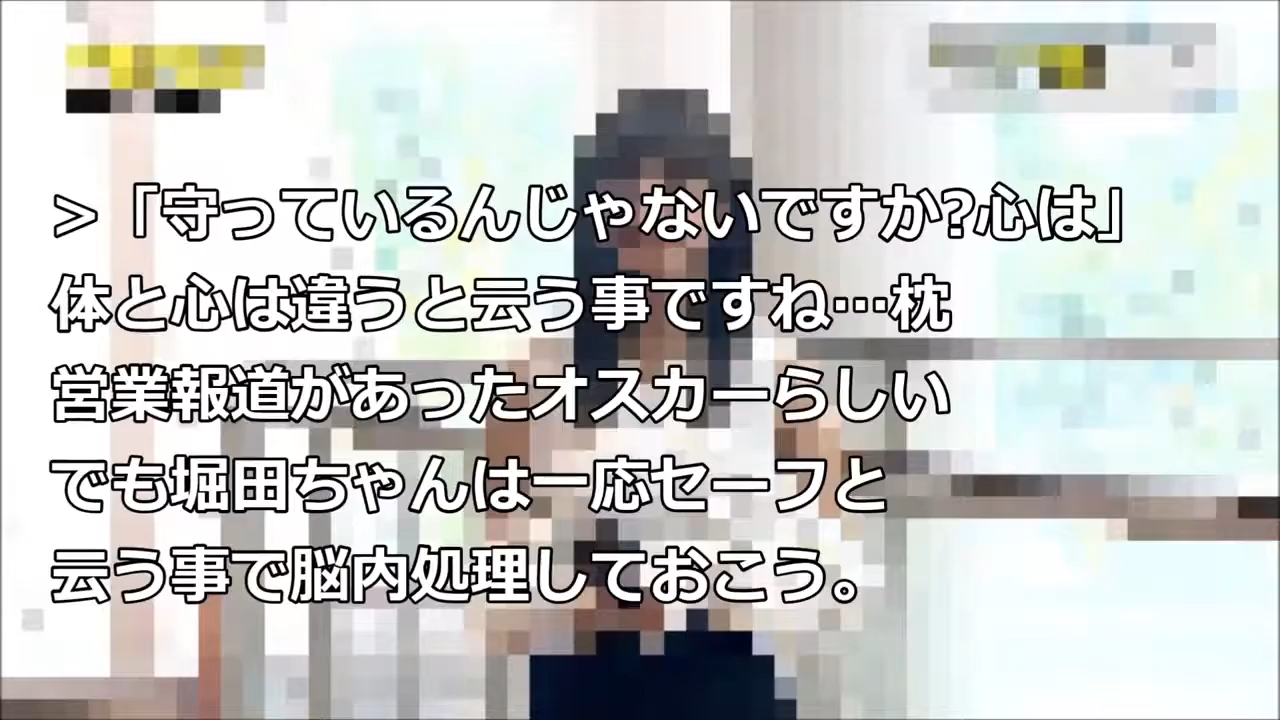 ＞「守っているんじゃないですか?心は」
体と心は違うと云う事ですね…枕
営業報道があったオスカーらしい
でも堀田ちゃんは一応セーフと
云う事で脳内処理しておこう。